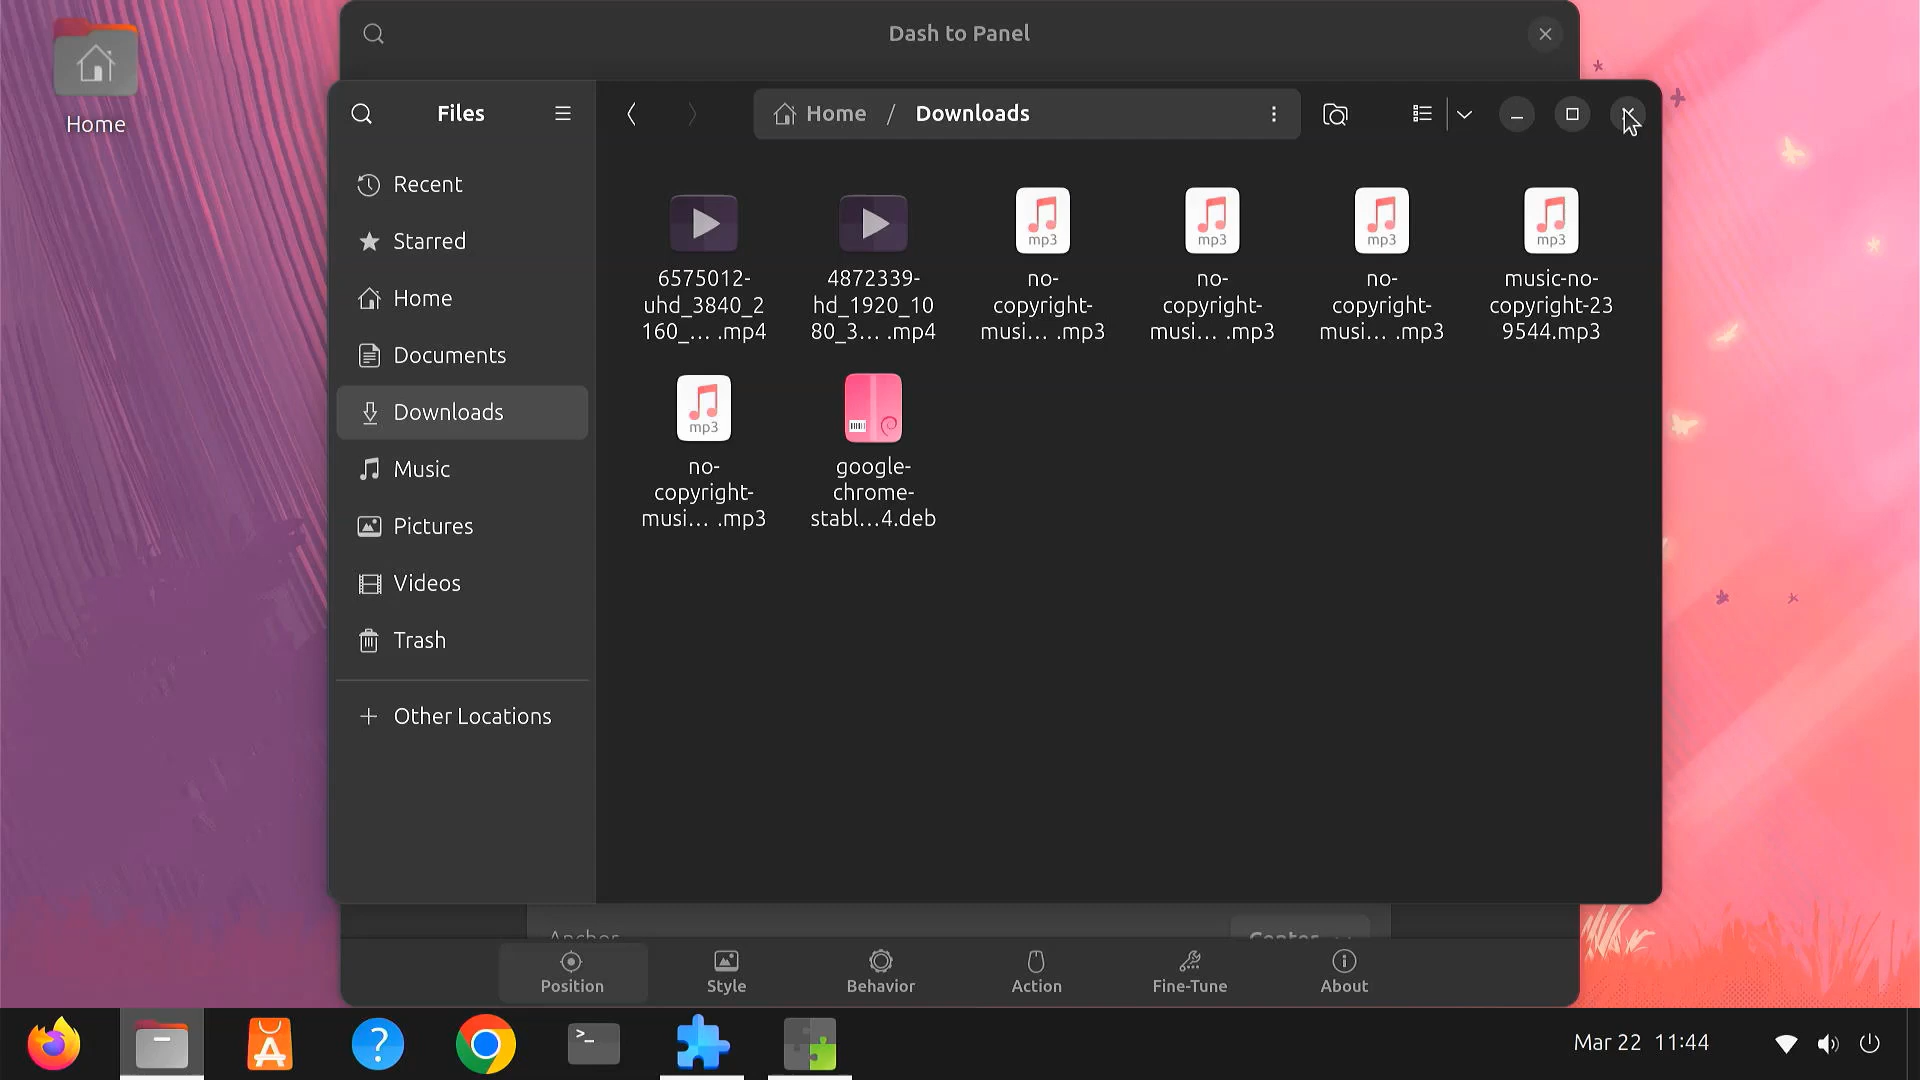 Dash to Panel
Home
Files
Home / Downloads
Recent
Starred
Home
Documents
Downloads
Music
Pictures
Videos
Trash
Other Locations
6575012-
uhd_3840_2
160_... .mp4
4872339-
hd_1920_10
80_3... .mp4
mp3
no-
copyright-
musi... .mp3
mp3
no-
copyright-
musi... .mp3
mp3
no-
copyright-
musi... .mp3
mp3
music-no-
copyright-23
9544.mp3
mp3
no-
copyright-
musi... .mp3
google-
chrome-
stabl...4.deb
Anchor
Center
Position
Style
Behavior
Action
Fine-Tune
About
Mar 22 11:44